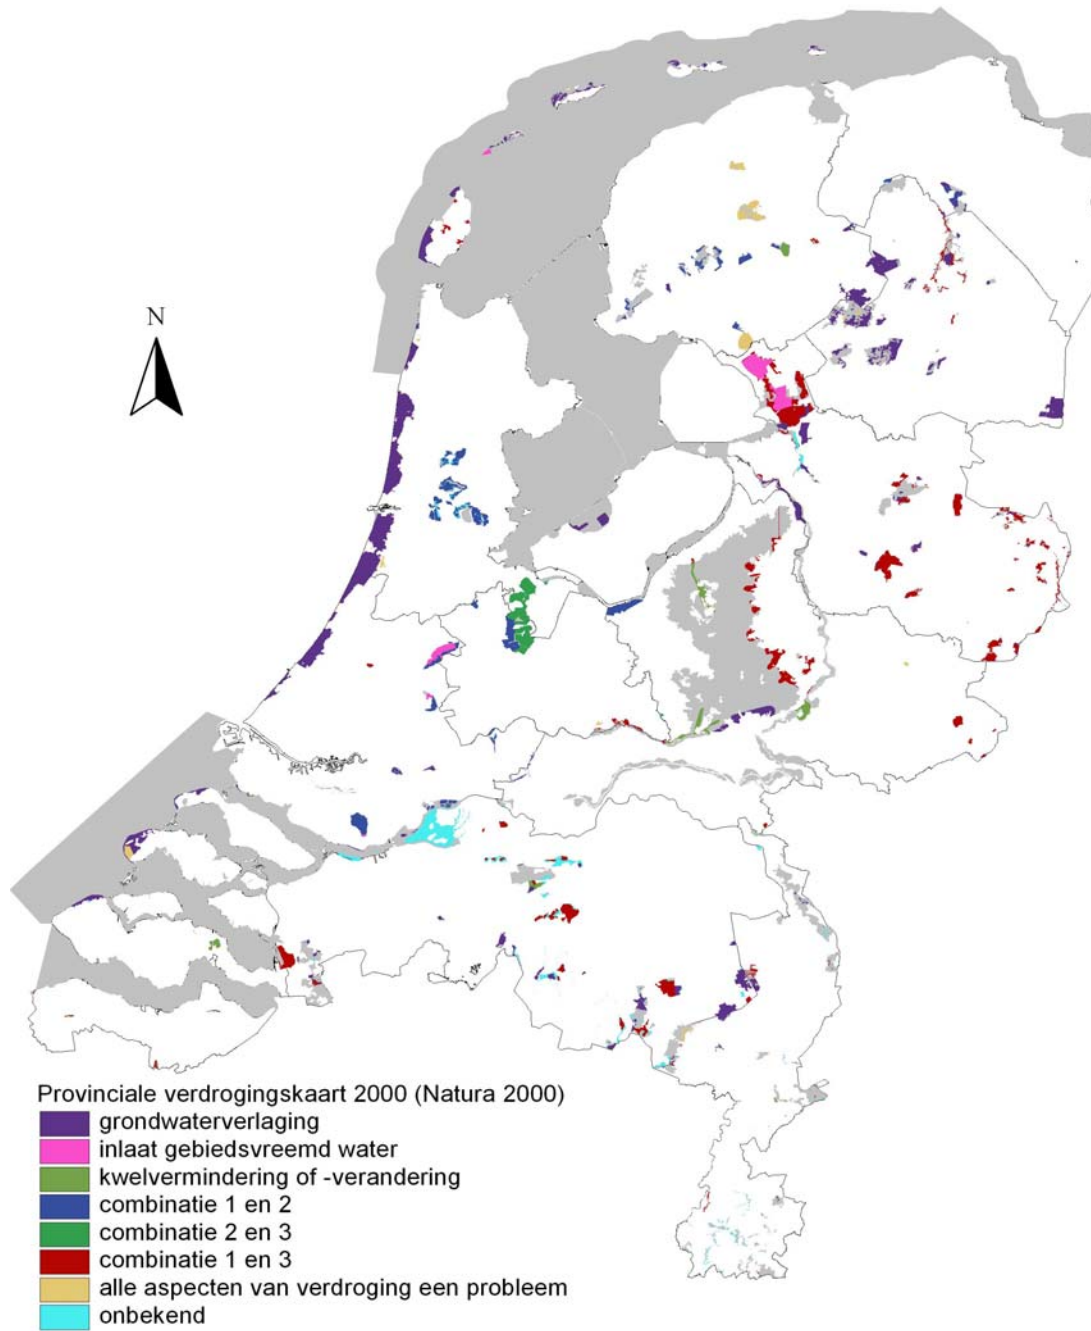 N
Provinciale verdrogingskaart 2000 (Natura 2000)
grondwaterverlaging
inlaat gebiedsvreemd water
kwelvermindering of -verandering
combinatie 1 en 2
combinatie 2 en 3
combinatie 1 en 3
alle aspecten van verdroging een probleem
onbekend